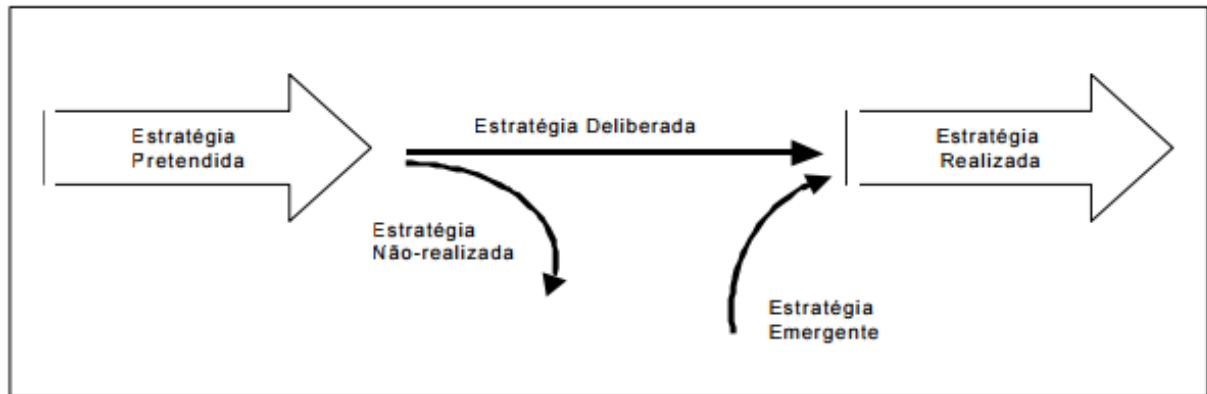 Estratégia
Pretendida
Estratégia Deliberada
Estratégia
Realizada
Estratégia
Não-realizada
Estratégia
Emergente